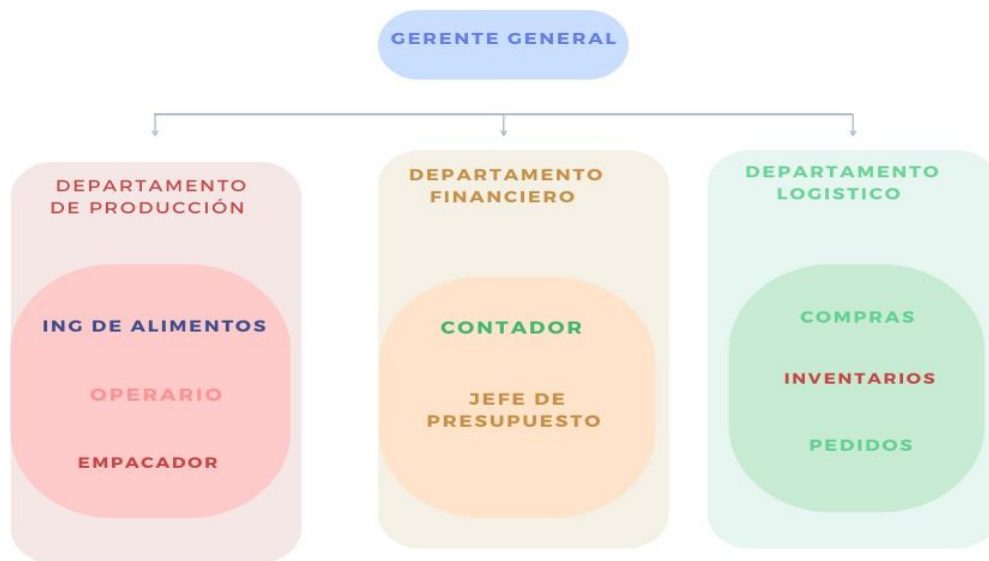 GERENTE GENERAL
DEPARTAMENTO
DE PRODUCCIÓN
ING DE ALIMENTOS
OPERARIO
EMPACADOR
DEPARTAMENTO
FINANCIERO
CONTADOR
JEFE DE
PRESUPUESTO
DEPARTAMENTO
LOGISTICO
COMPRAS
INVENTARIOS
PEDIDOS